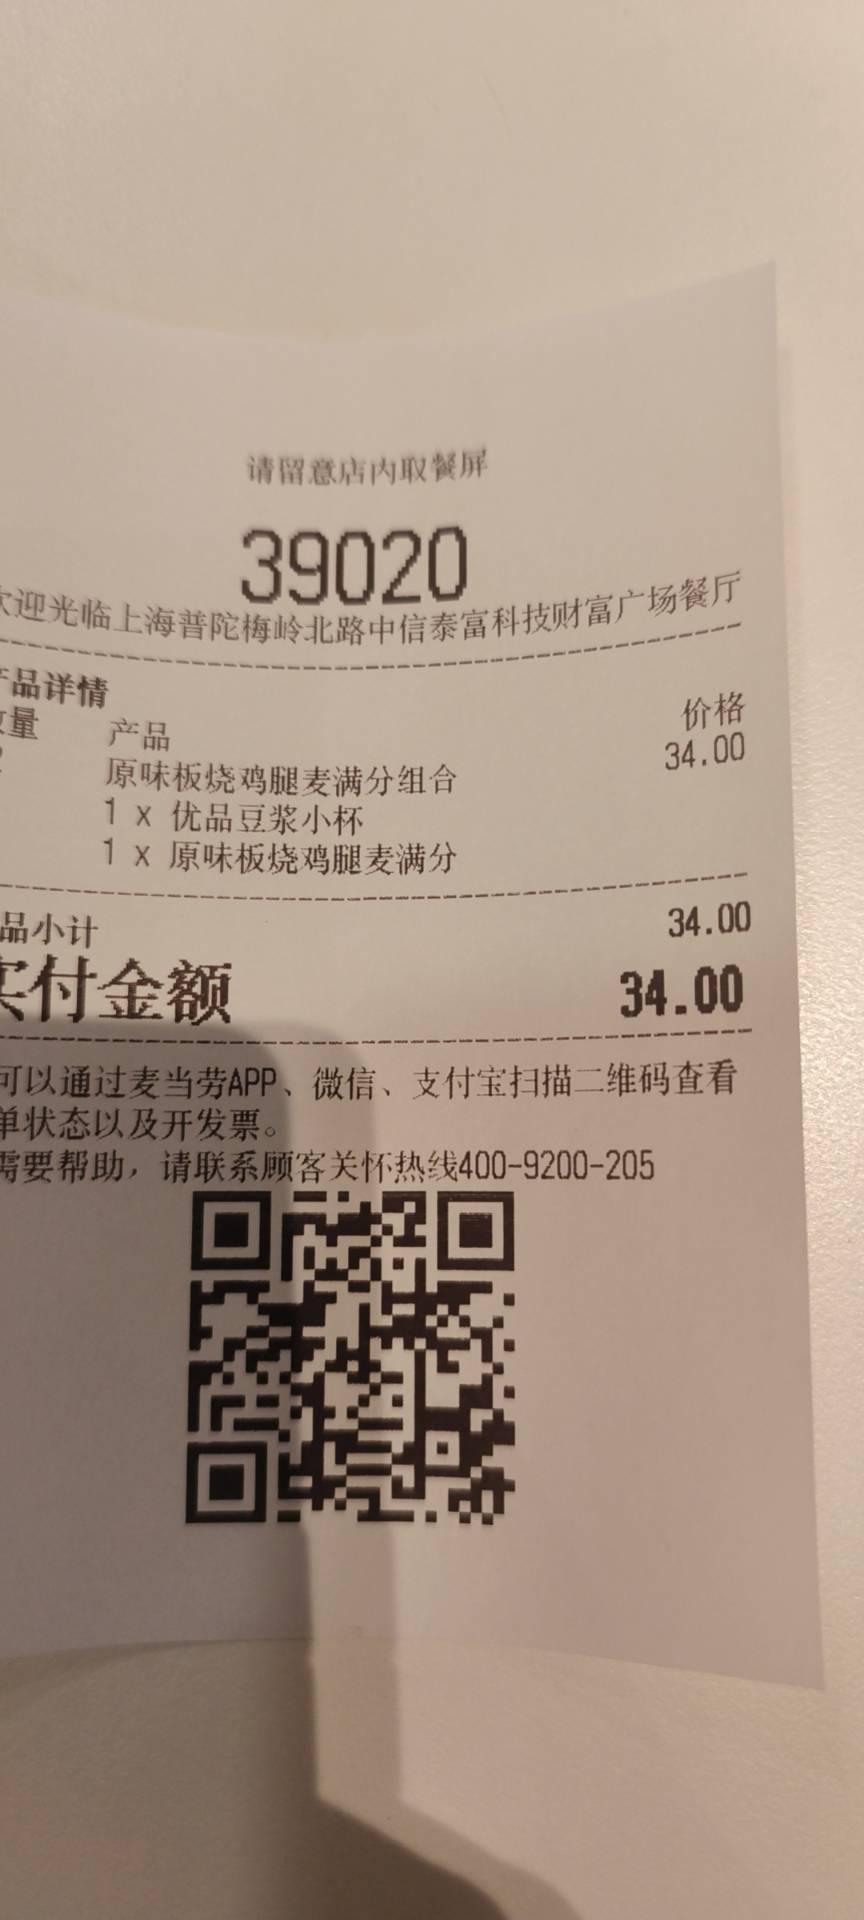 请留意店内取餐屏
39020
欢迎光临上海普陀梅岭北路中信泰富科技财富广场餐厅
产品详情
数量 产品 价格
原味板烧鸡腿麦满分组合 34.00
1 x 优品豆浆小杯
1 x 原味板烧鸡腿麦满分
品小计 34.00
实付金额 34.00
可以通过麦当劳APP、微信、支付宝扫描二维码查看
单状态以及开发票。
需要帮助，请联系顾客关怀热线400-9200-205